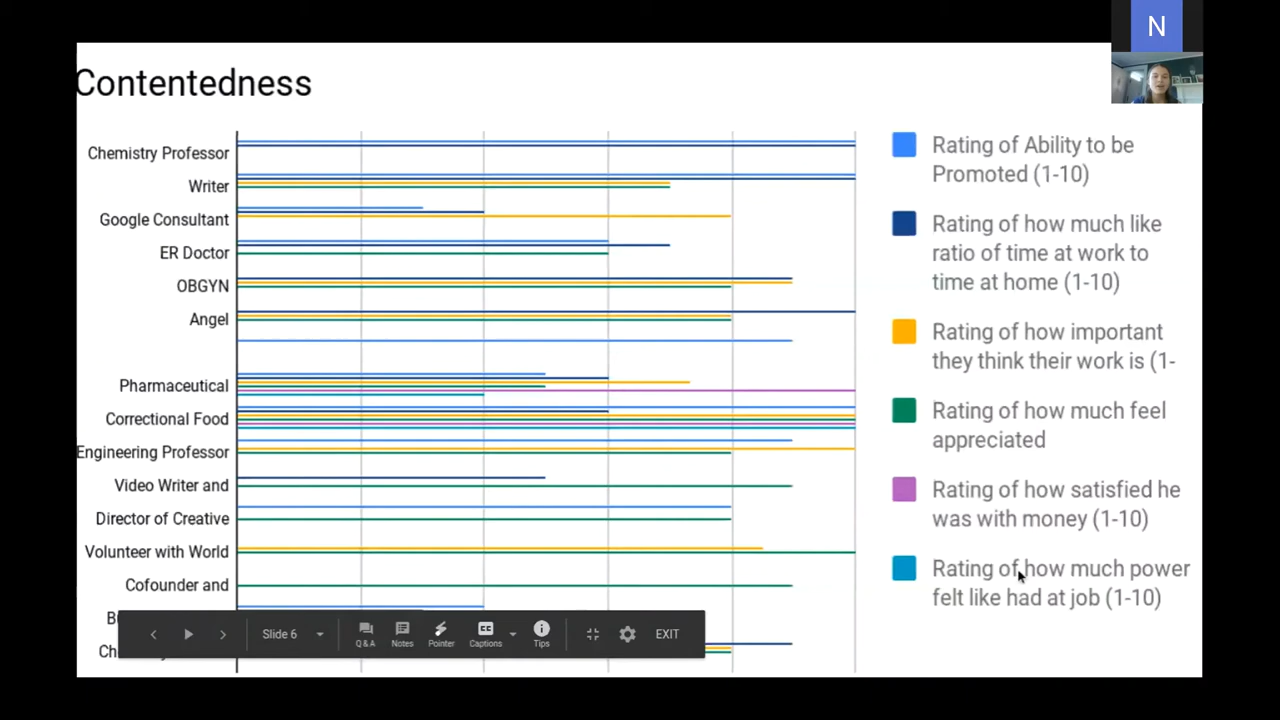 N
Contentedness
Chemistry Professor
Writer
Google Consultant
ER Doctor
OBGYN
Angel
Pharmaceutical
Correctional Food
Engineering Professor
Video Writer and
Director of Creative
Volunteer with World
Cofounder and
Rating of Ability to be
Promoted (1-10)
Rating of how much like
ratio of time at work to
time at home (1-10)
Rating of how important
they think their work is (1-
Rating of how much feel
appreciated
Rating of how satisfied he
was with money (1-10)
Rating of how much power
felt like had at job (1-10)
Slide 6
Q & A
Notes
Pointer
Captions
Tips
EXIT